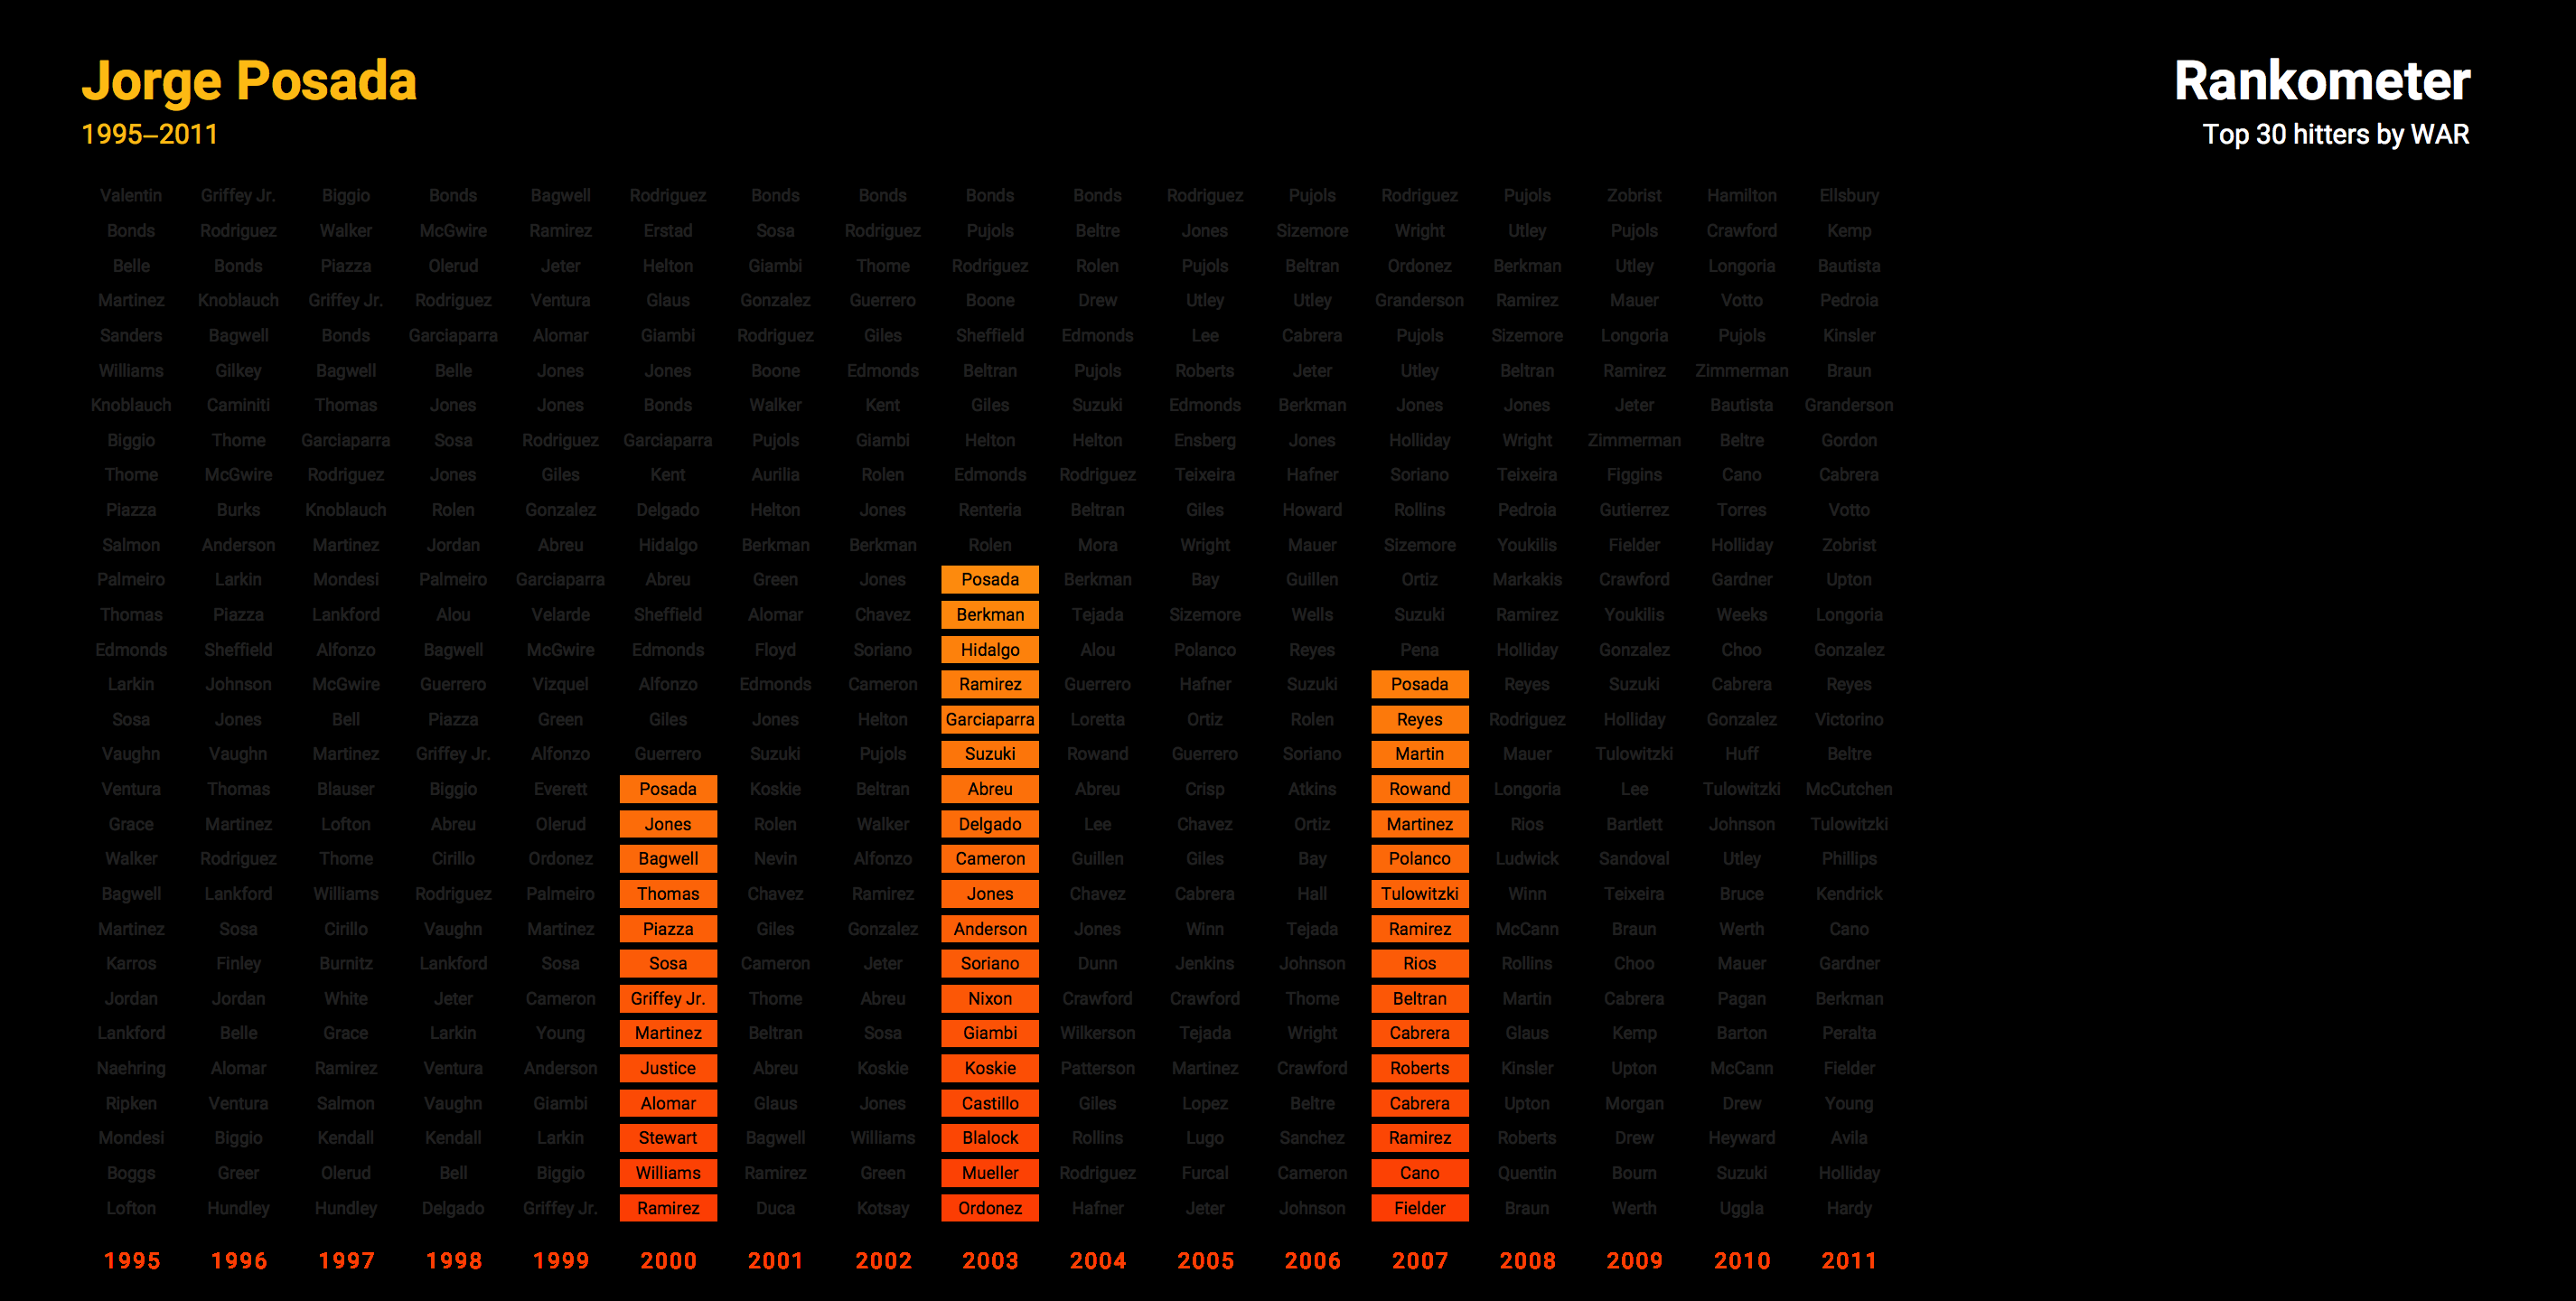 Jorge Posada
1995–2011
Rankometer
Top 30 hitters by WAR
Valentin Griffey Jr. Biggio Bonds Bagwell Rodriguez Bonds Bonds Bonds Bonds Rodriguez Pujols Rodriguez Pujols Zobrist Hamilton Ellsbury
Bonds Rodriguez Walker McGwire Ramirez Erstad Sosa Rodriguez Pujols Beltre Jones Sizemore Wright Utley Pujols Crawford Kemp
Belle Bonds Piazza Olerud Jeter Helton Giambi Thome Rodriguez Rolen Pujols Beltran Ordonez Berkman Utley Longoria Bautista
Martinez Knoblauch Griffey Jr. Rodriguez Ventura Glaus Gonzalez Guerrero Boone Drew Utley Utley Granderson Ramirez Mauer Votto Pedroia
Sanders Bagwell Bonds Garciaparra Alomar Giambi Rodriguez Giles Sheffield Edmonds Lee Cabrera Pujols Sizemore Longoria Pujols Kinsler
Williams Gilkey Bagwell Belle Jones Jones Boone Edmonds Beltran Pujols Roberts Jeter Utley Beltran Ramirez Zimmerman Braun
Knoblauch Caminiti Thomas Jones Jones Bonds Walker Kent Giles Suzuki Edmonds Berkman Jones Jones Jeter Bautista Granderson
Biggio Thome Garciaparra Sosa Rodriguez Garciaparra Pujols Giambi Helton Helton Ensberg Jones Holliday Wright Zimmerman Beltre Gordon
Thome McGwire Rodriguez Jones Giles Kent Aurilia Rolen Edmonds Rodriguez Teixeira Hafner Soriano Teixeira Figgins Cano Cabrera
Piazza Burks Knoblauch Rolen Gonzalez Delgado Helton Jones Renteria Beltran Giles Howard Rollins Pedroia Gutierrez Torres Votto
Salmon Anderson Martinez Jordan Abreu Hidalgo Berkman Berkman Rolen Mora Wright Mauer Sizemore Youkilis Fielder Holliday Zobrist
Palmeiro Larkin Mondesi Palmeiro Garciaparra Abreu Green Jones Posada Berkman Bay Guillen Ortiz Markakis Crawford Gardner Upton
Thomas Piazza Lankford Alou Velarde Sheffield Alomar Chavez Berkman Tejada Sizemore Wells Suzuki Ramirez Youkilis Weeks Longoria
Edmonds Sheffield Alfonzo Bagwell McGwire Edmonds Floyd Soriano Hidalgo Alou Polanco Reyes Pena Holliday Gonzalez Choo Gonzalez
Larkin Johnson McGwire Guerrero Vizquel Alfonzo Edmonds Cameron Ramirez Guerrero Hafner Suzuki Posada Reyes Suzuki Cabrera Reyes
Sosa Jones Bell Piazza Green Giles Jones Helton Garciaparra Loretta Ortiz Rolen Reyes Rodriguez Holliday Gonzalez Victorino
Vaughn Vaughn Martinez Griffey Jr. Alfonzo Guerrero Suzuki Pujols Suzuki Rowand Guerrero Soriano Martin Mauer Tulowitzki Huff Beltre
Ventura Thomas Blauser Biggio Everett Posada Koskie Beltran Abreu Abreu Crisp Atkins Rowand Longoria Lee Tulowitzki McCutchen
Grace Martinez Lofton Abreu Olerud Jones Rolen Walker Delgado Lee Chavez Ortiz Martinez Rios Bartlett Johnson Tulowitzki
Walker Rodriguez Thome Cirillo Ordonez Bagwell Nevin Alfonzo Cameron Guillen Giles Bay Polanco Ludwick Sandoval Utley Phillips
Bagwell Lankford Williams Rodriguez Palmeiro Thomas Chavez Ramirez Jones Chavez Cabrera Hall Tulowitzki Winn Teixeira Bruce Kendrick
Martinez Sosa Cirillo Vaughn Martinez Piazza Giles Gonzalez Anderson Jones Winn Tejada Ramirez McCann Braun Werth Cano
Karros Finley Burnitz Lankford Sosa Sosa Cameron Jeter Soriano Dunn Jenkins Johnson Rios Rollins Choo Mauer Gardner
Jordan Jordan White Jeter Cameron Griffey Jr. Thome Abreu Nixon Crawford Crawford Thome Beltran Martin Cabrera Pagan Berkman
Lankford Belle Grace Larkin Young Martinez Beltran Sosa Giambi Wilkerson Tejada Wright Cabrera Glaus Kemp Barton Peralta
Naehring Alomar Ramirez Ventura Anderson Justice Abreu Koskie Koskie Patterson Martinez Crawford Roberts Kinsler Upton McCann Fielder
Ripken Ventura Salmon Vaughn Giambi Alomar Glaus Jones Castillo Giles Lopez Beltre Cabrera Upton Morgan Drew Young
Mondesi Biggio Kendall Kendall Larkin Stewart Bagwell Williams Blalock Rollins Lugo Sanchez Ramirez Roberts Drew Heyward Avila
Boggs Greer Olerud Bell Biggio Williams Ramirez Green Mueller Rodriguez Furcal Cameron Cano Quentin Bourn Suzuki Holliday
Lofton Hundley Hundley Delgado Griffey Jr. Ramirez Duca Kotsay Ordonez Hafner Jeter Johnson Fielder Braun Werth Uggla Hardy
1995 1996 1997 1998 1999 2000 2001 2002 2003 2004 2005 2006 2007 2008 2009 2010 2011